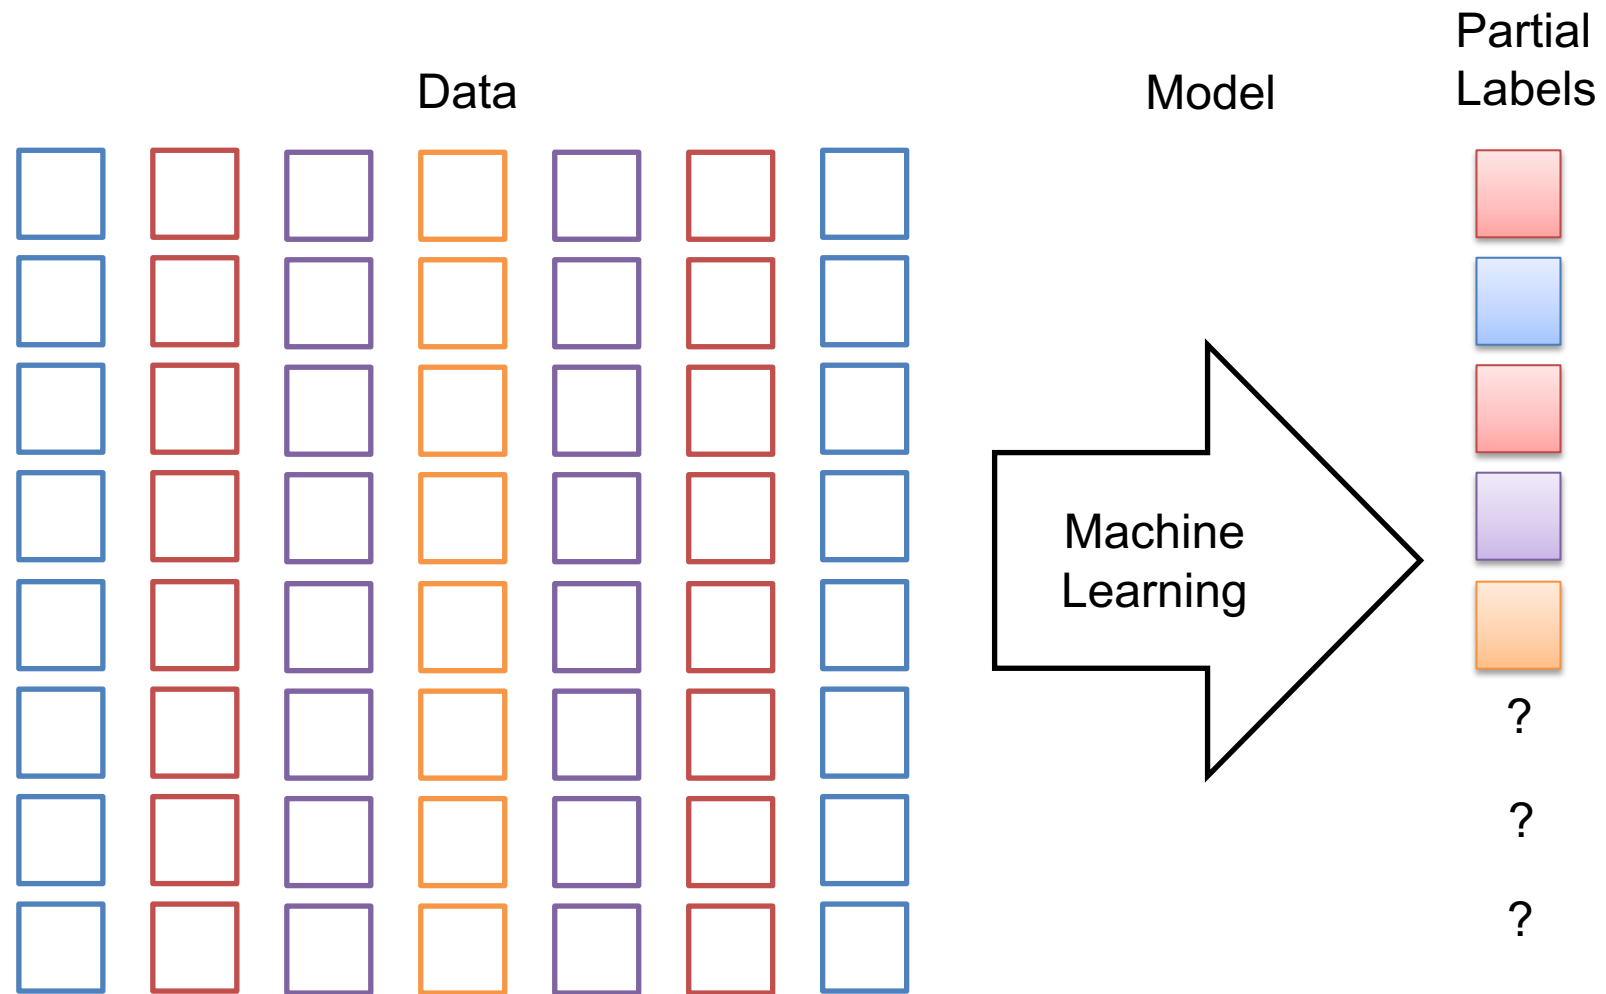 Partial
Labels
Data
Model
Machine
Learning
?
?
?